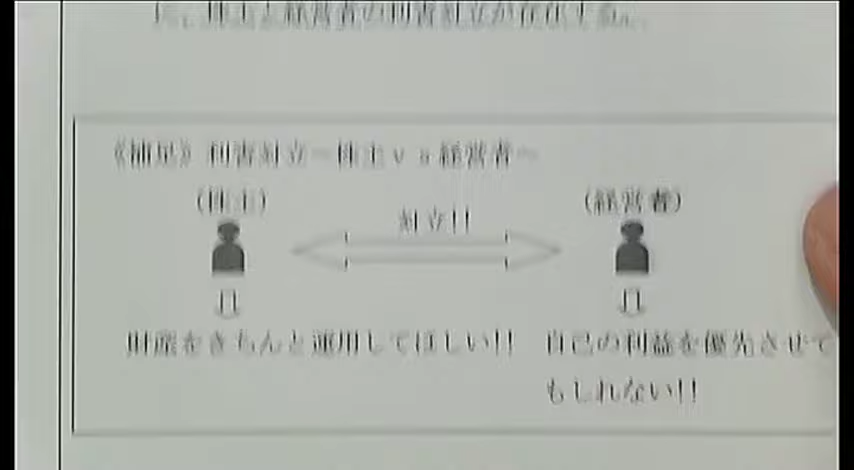 に、株主と経営者の利害対立が存在する。
《補足》利害対立～株主vs経営者～
(株主)
(経営者)
対立!!
財産をきちんと運用してほしい!!
自己の利益を優先させて
もしれない!!